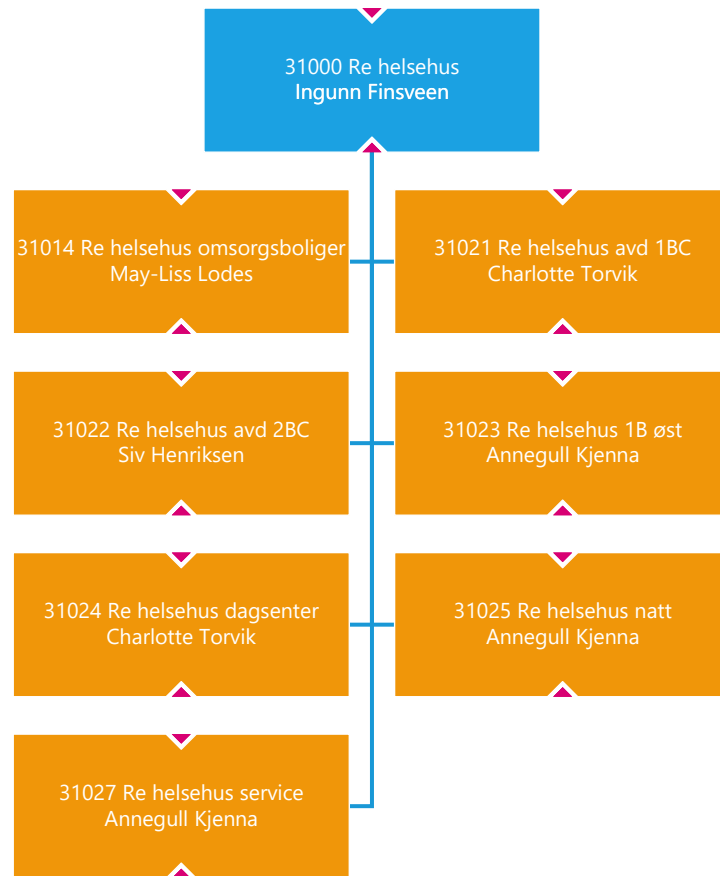 31000 Re helsehus
Ingunn Finsveen
31014 Re helsehus omsorgsboliger
May-Liss Lodes
31021 Re helsehus avd 1BC
Charlotte Torvik
31022 Re helsehus avd 2BC
Siv Henriksen
31023 Re helsehus 1B øst
Annegull Kjenna
31024 Re helsehus dagsenter
Charlotte Torvik
31025 Re helsehus natt
Annegull Kjenna
31027 Re helsehus service
Annegull Kjenna